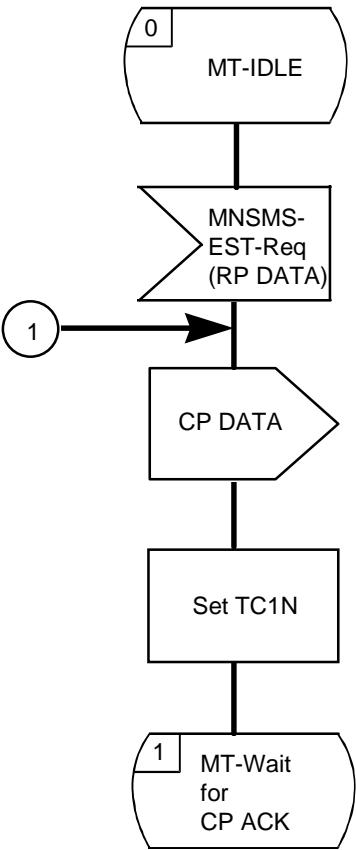 0
MT-IDLE
MNSMS-
EST-Req
(RP DATA)
1
CP DATA
Set TC1N
1
MT-Wait
for
CP ACK